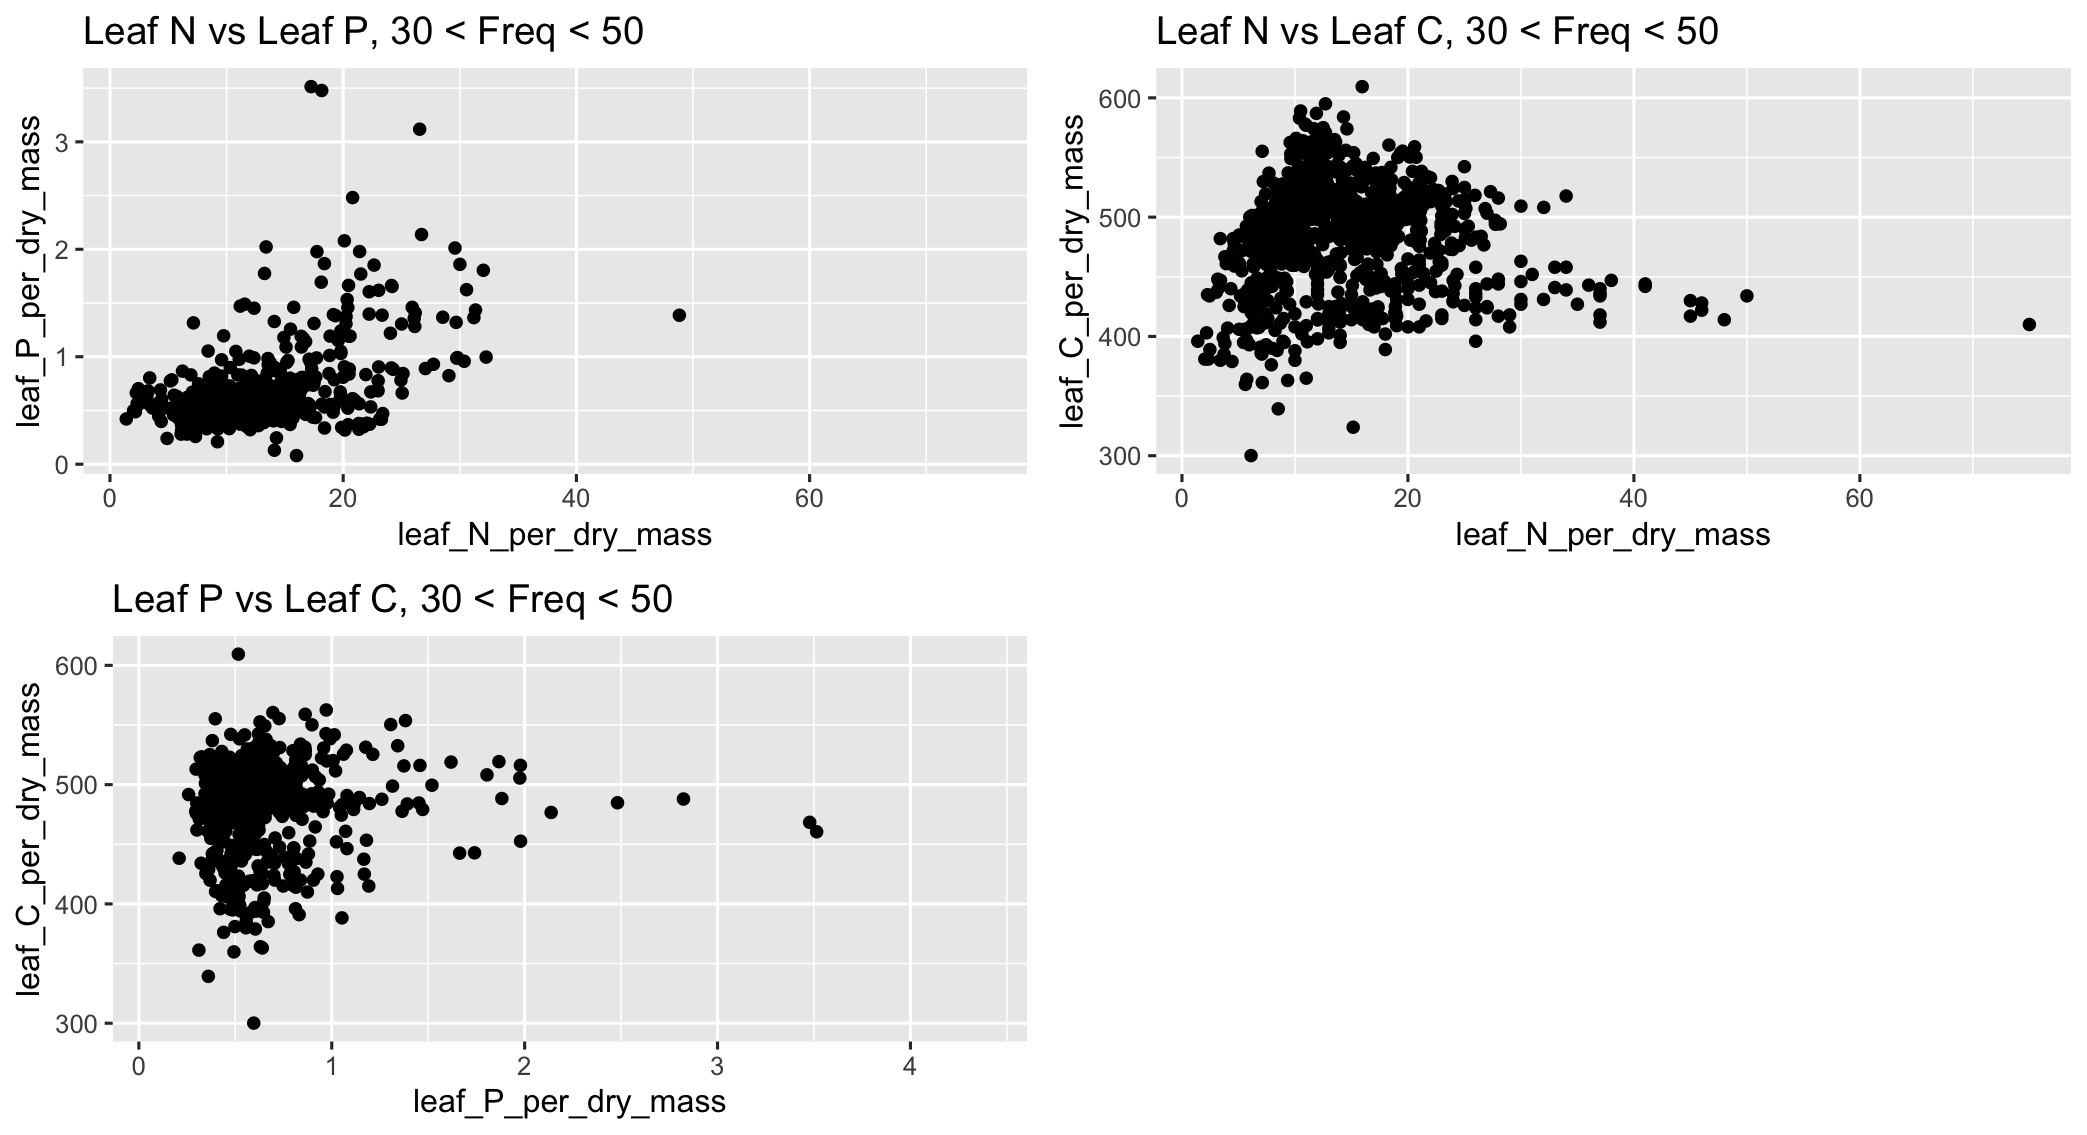 Leaf N vs Leaf P, 30 < Freq < 50
leaf_P_per_dry_mass
3
2
1
0
0 20 40 60
leaf_N_per_dry_mass
Leaf N vs Leaf C, 30 < Freq < 50
leaf_C_per_dry_mass
600
500
400
300
0 20 40 60
leaf_N_per_dry_mass
Leaf P vs Leaf C, 30 < Freq < 50
leaf_C_per_dry_mass
600
500
400
300
0 1 2 3 4
leaf_P_per_dry_mass